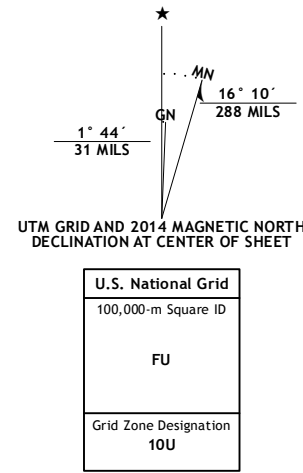 ★
MN
GN
16° 10´
288 MILS
1° 44´
31 MILS
UTM GRID AND 2014 MAGNETIC NORTH
DECLINATION AT CENTER OF SHEET
U.S. National Grid
100,000-m Square ID
FU
Grid Zone Designation
10U